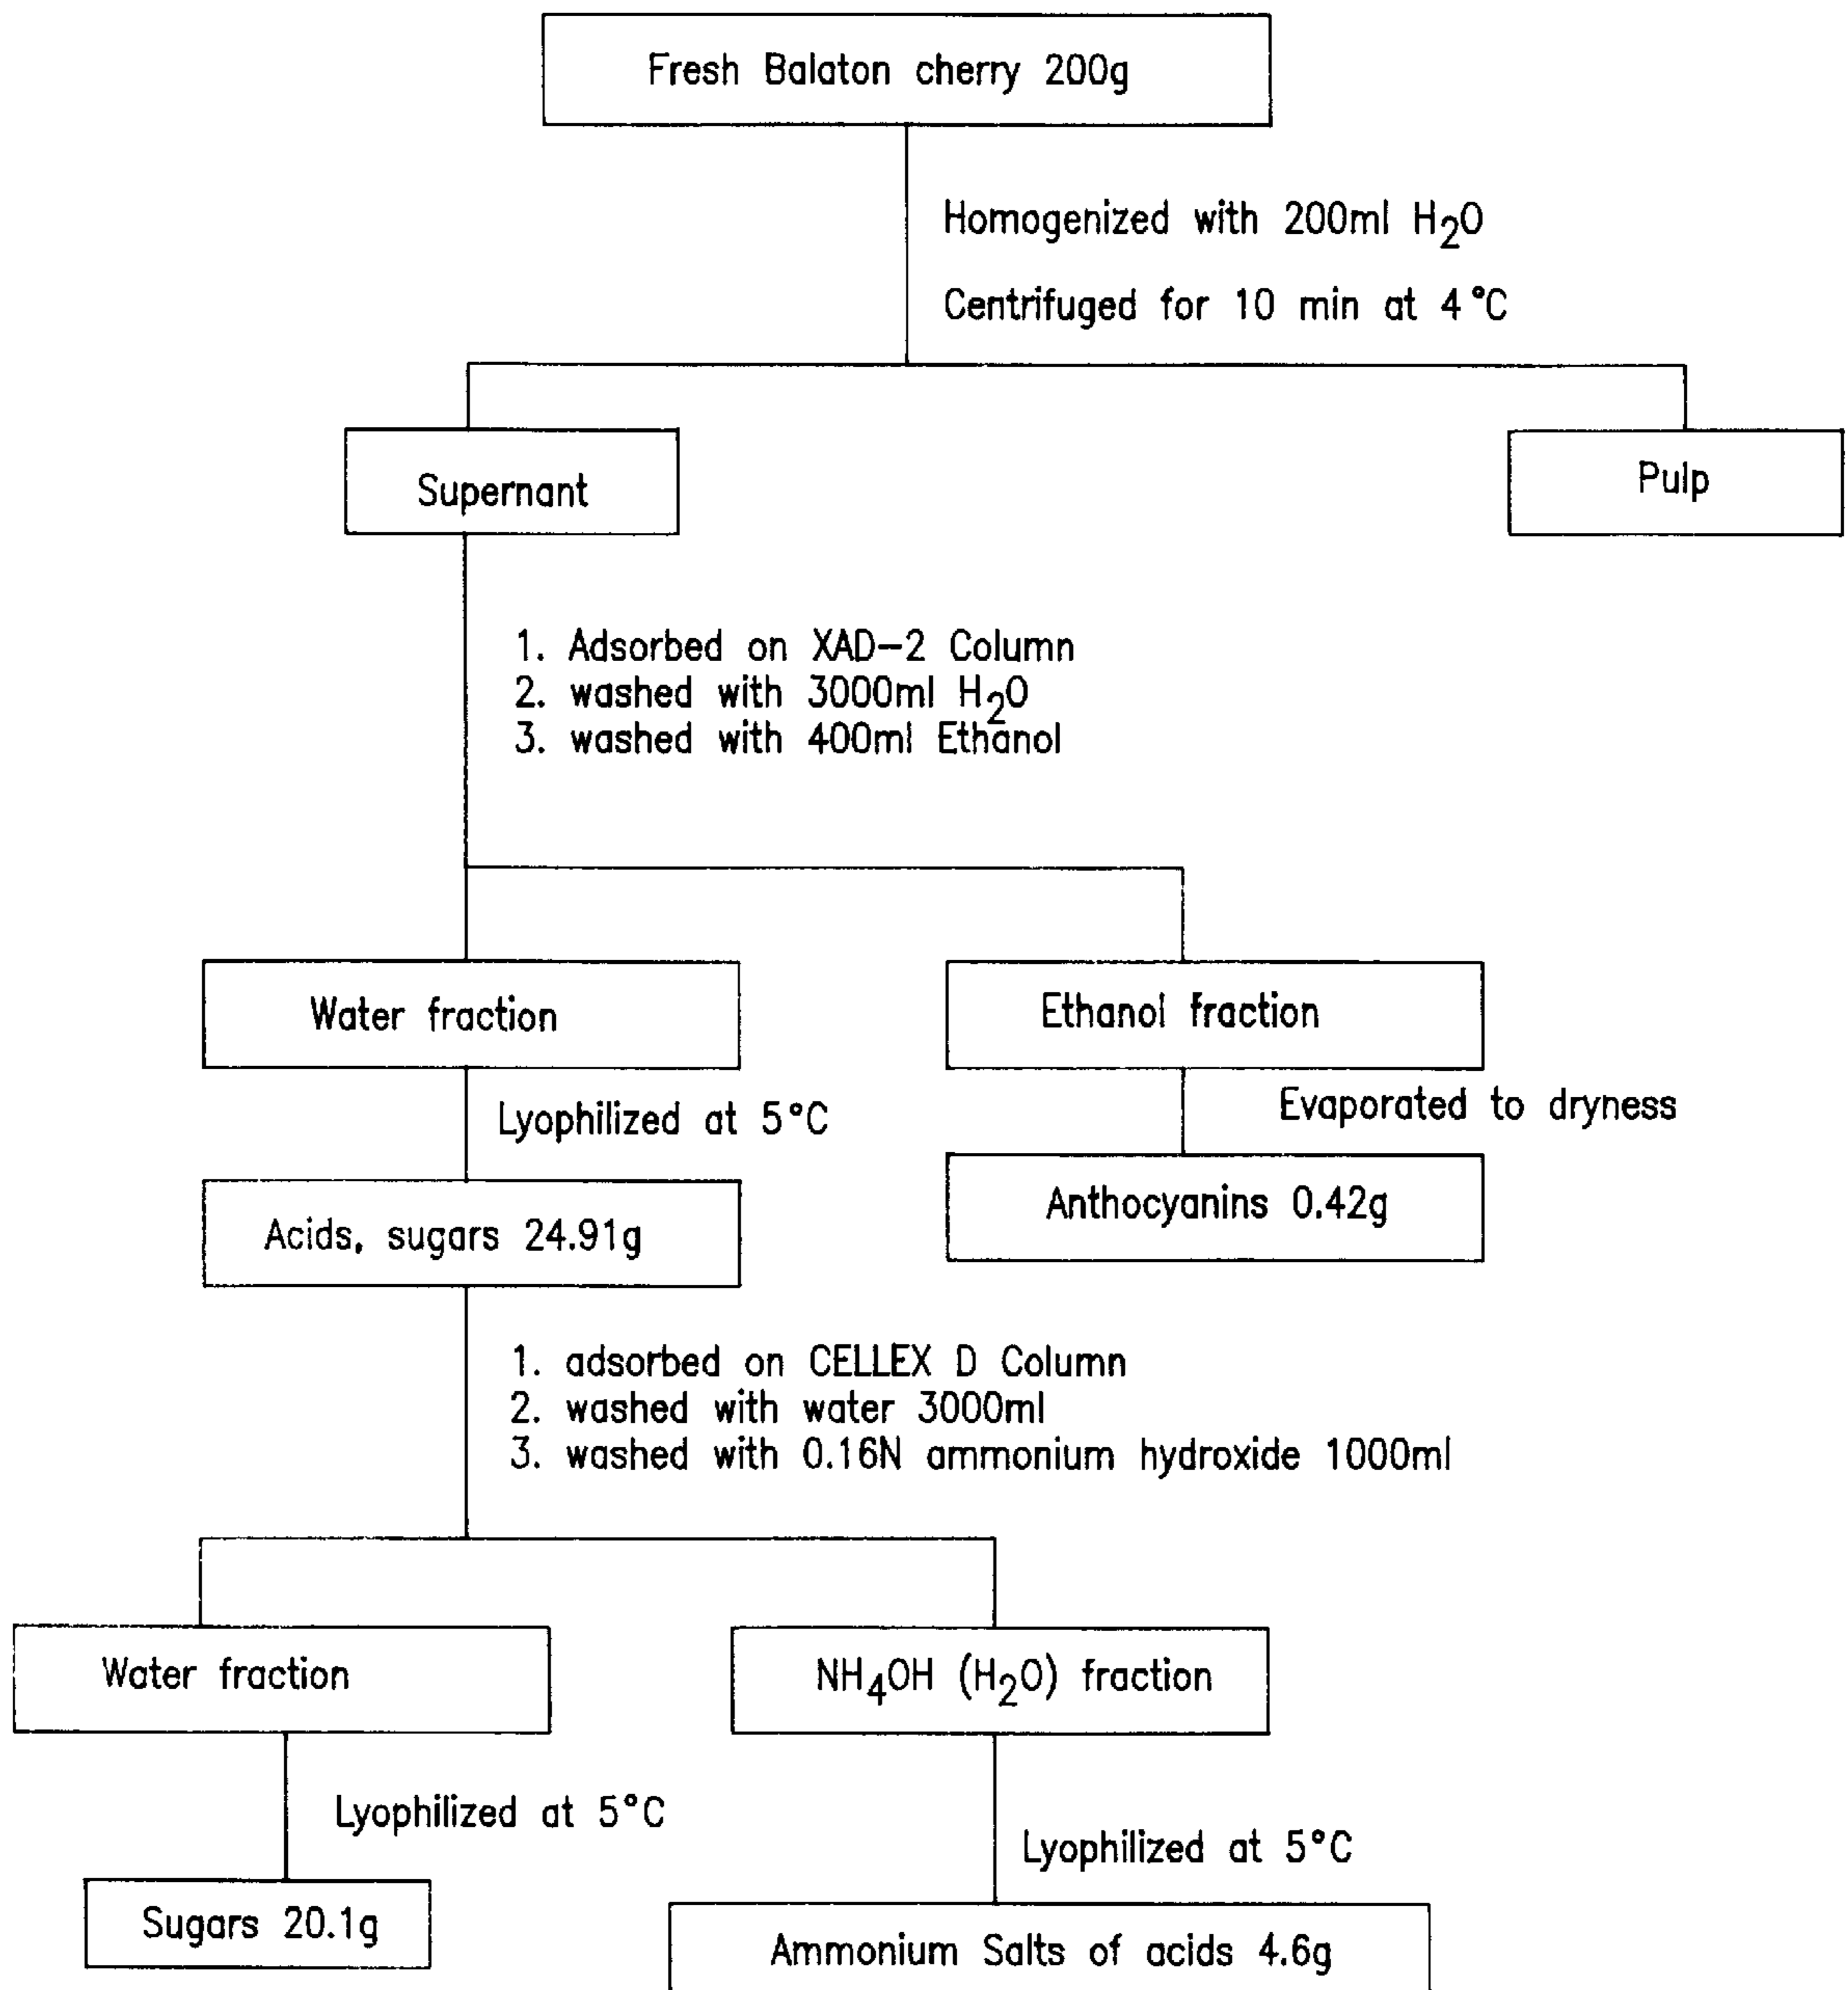 Fresh Balaton cherry 200g
Homogenized with 200ml H₂O
Centrifuged for 10 min at 4°C
Supernant
Pulp
1. Adsorbed on XAD-2 Column
2. washed with 3000ml H₂O
3. washed with 400ml Ethanol
Water fraction
Ethanol fraction
Lyophilized at 5°C
Evaporated to dryness
Acids, sugars 24.91g
Anthocyanins 0.42g
1. adsorbed on CELLEX D Column
2. washed with water 3000ml
3. washed with 0.16N ammonium hydroxide 1000ml
Water fraction
NH₄OH (H₂O) fraction
Lyophilized at 5°C
Lyophilized at 5°C
Sugars 20.1g
Ammonium Salts of acids 4.6g